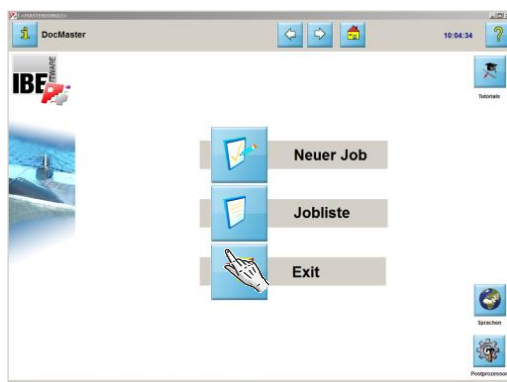 DocMaster
10:04:34
IBE
Tutorials
Neuer Job
Jobliste
Exit
Sprachen
Postprozessor